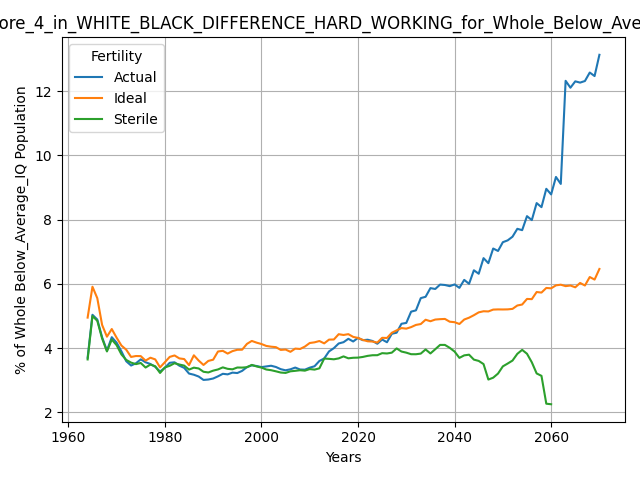 ore_4_in_WHITE_BLACK_DIFFERENCE_HARD_WORKING_for_Whole_Below_Ave
Fertility
Actual
Ideal
Sterile
% of Whole Below_Average_IQ Population
12
10
8
6
4
2
1960 1980 2000 2020 2040 2060
Years